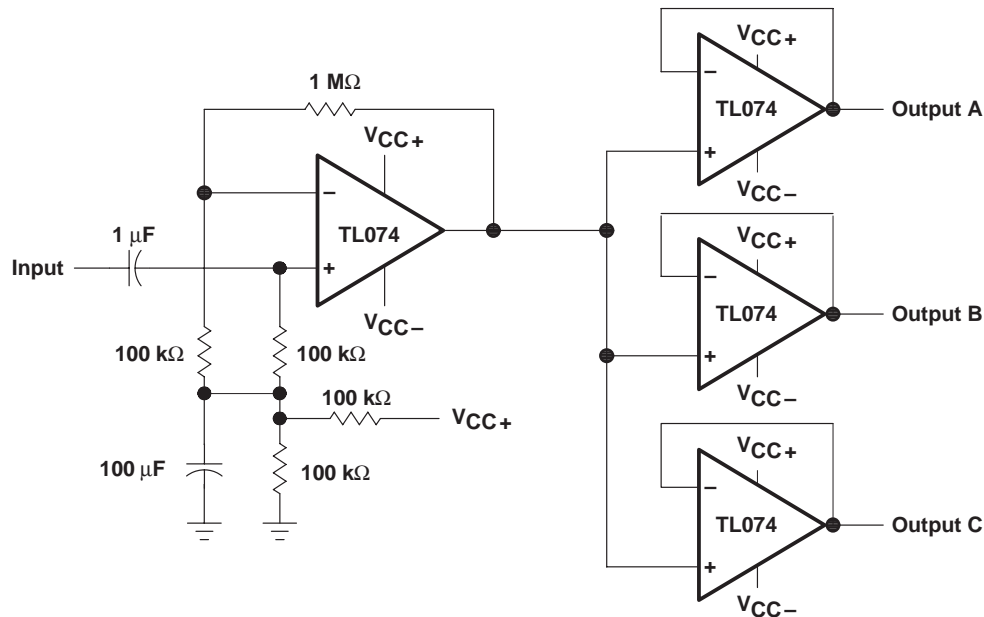 1 MΩ
VCC+
−
TL074
+
VCC−
1 μF
Input
100 kΩ
100 kΩ
100 kΩ
VCC+
100 μF
100 kΩ
VCC+
−
TL074
+
VCC−
Output A
VCC+
−
TL074
+
VCC−
Output B
VCC+
−
TL074
+
VCC−
Output C